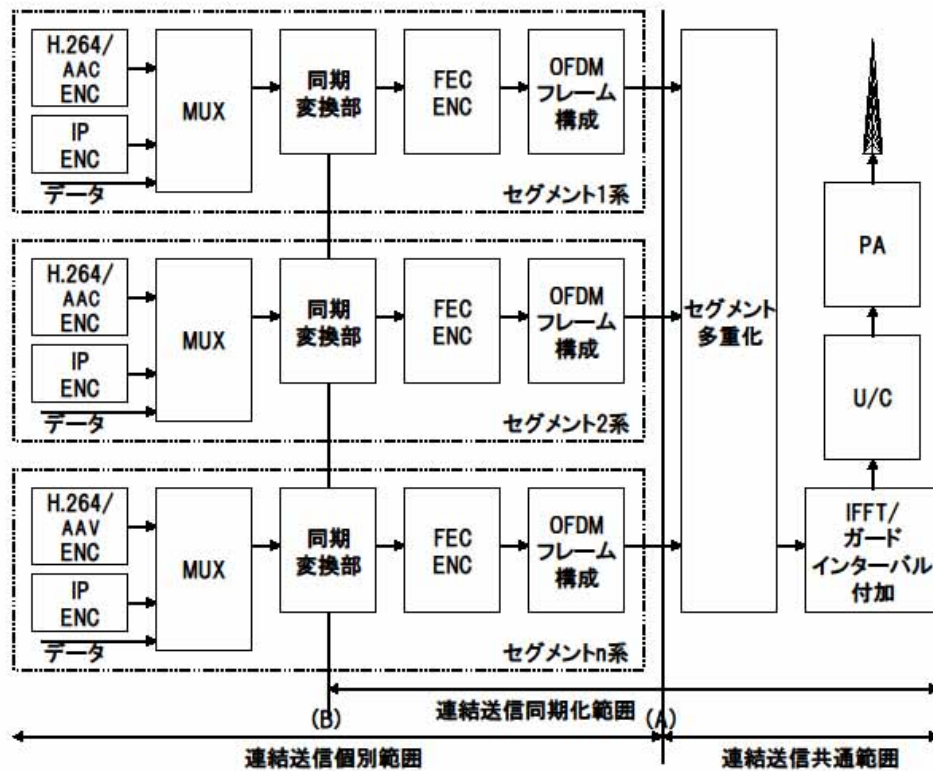 H.264/
AAC
ENC
IP
ENC
データ
MUX
同期
変換部
FEC
ENC
OFDM
フレーム
構成
セグメント1系
H.264/
AAC
ENC
IP
ENC
データ
MUX
同期
変換部
FEC
ENC
OFDM
フレーム
構成
セグメント2系
H.264/
AAV
ENC
IP
ENC
データ
MUX
同期
変換部
FEC
ENC
OFDM
フレーム
構成
セグメントn系
セグメント
多重化
PA
U/C
IFFT/
ガード
インターバル
付加
連結送信同期化範囲
(B)
(A)
連結送信個別範囲
連結送信共通範囲